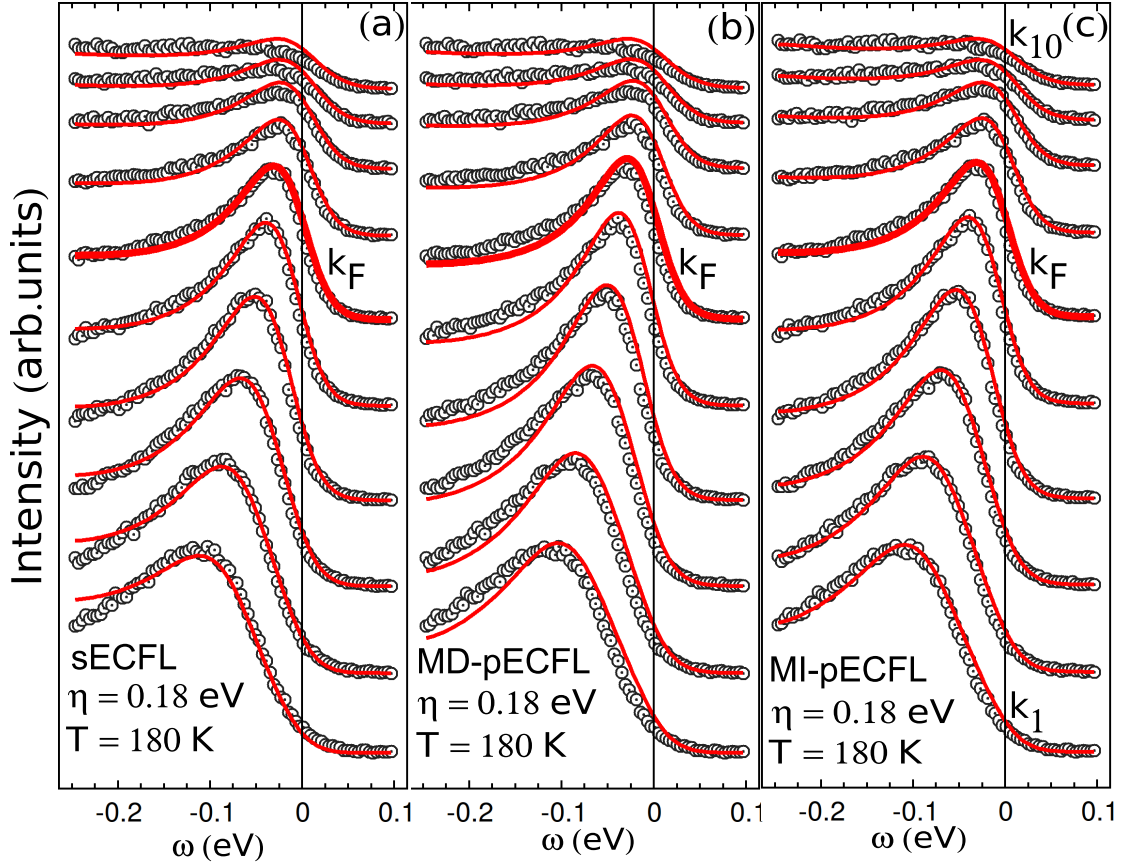 Intensity (arb.units)
(a)
k_F
sECFL
η = 0.18 eV
T = 180 K
-0.2 -0.1 0 0.1
ω (eV)
(b)
k_F
MD-pECFL
η = 0.18 eV
T = 180 K
-0.2 -0.1 0 0.1
ω (eV)
(c)
k_10
k_F
MI-pECFL
k_1
η = 0.18 eV
T = 180 K
-0.2 -0.1 0 0.1
ω (eV)